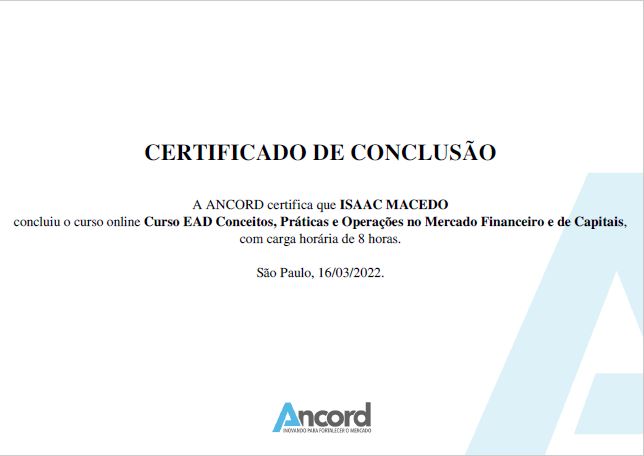 CERTIFICADO DE CONCLUSÃO
A ANCORD certifica que ISAAC MACEDO
concluiu o curso online Curso EAD Conceitos, Práticas e Operações no Mercado Financeiro e de Capitais,
com carga horária de 8 horas.
São Paulo, 16/03/2022.
Ancord
INOVANDO PARA FORTALECER O MERCADO